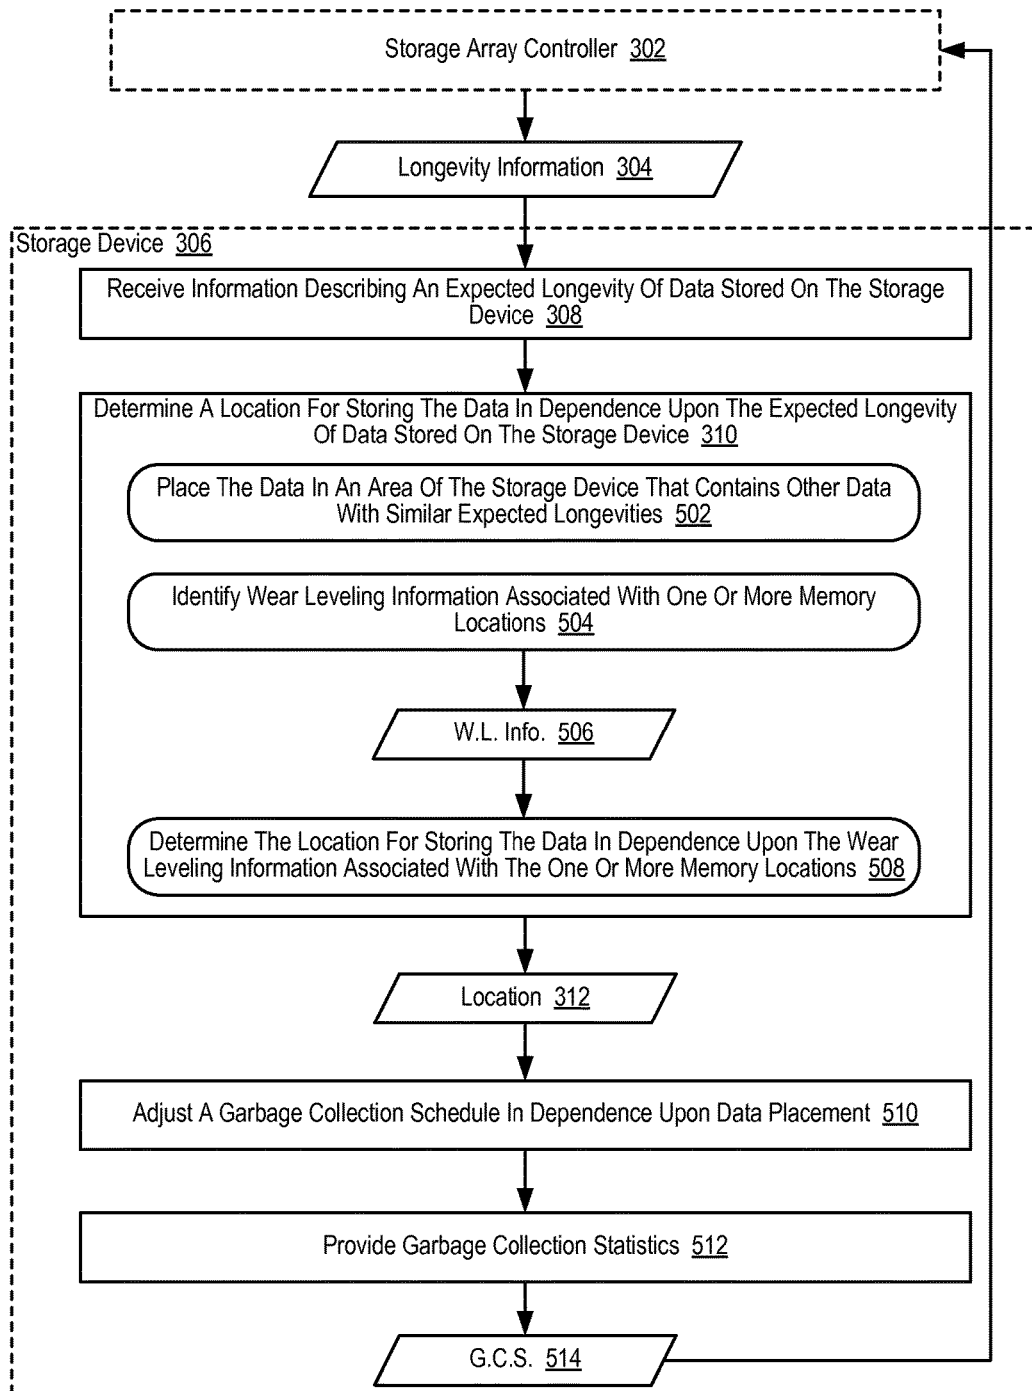 Storage Array Controller 302
Longevity Information 304
Storage Device 306
Receive Information Describing An Expected Longevity Of Data Stored On The Storage
Device 308
Determine A Location For Storing The Data In Dependence Upon The Expected Longevity
Of Data Stored On The Storage Device 310
Place The Data In An Area Of The Storage Device That Contains Other Data
With Similar Expected Longevities 502
Identify Wear Leveling Information Associated With One Or More Memory
Locations 504
W.L. Info. 506
Determine The Location For Storing The Data In Dependence Upon The Wear
Leveling Information Associated With The One Or More Memory Locations 508
Location 312
Adjust A Garbage Collection Schedule In Dependence Upon Data Placement 510
Provide Garbage Collection Statistics 512
G.C.S. 514